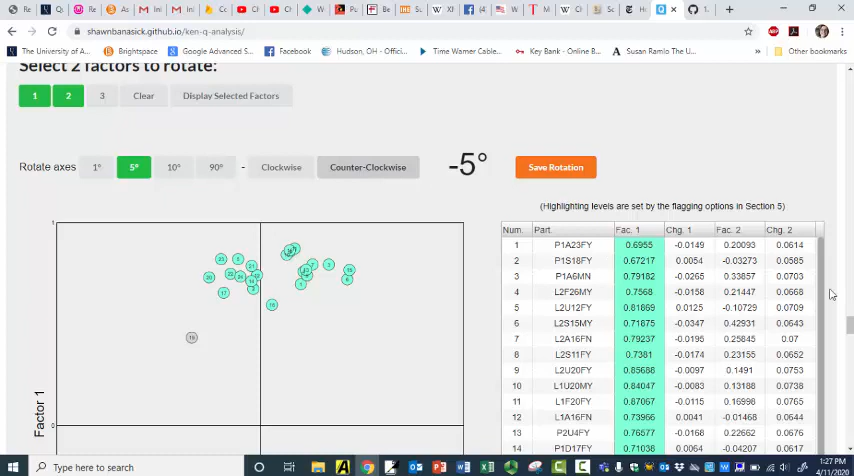 shawnbanasick.github.io/ken-q-analysis/
The University of A... Brightspace Google Advanced S... Facebook Hudson, OH - Offici... Time Warner Cable... Key Bank - Online B... Susan Ramlo The U... » Other bookmarks
Select 2 factors to rotate:
1 2 3 Clear Display Selected Factors
Rotate axes 1° 5° 10° 90° - Clockwise Counter-Clockwise -5° Save Rotation
(Highlighting levels are set by the flagging options in Section 5)
Num. Part. Fac. 1 Chg. 1 Fac. 2 Chg. 2
1 P1A23FY 0.6955 -0.0149 0.20093 0.0614
2 P1S18FY 0.67217 0.0054 -0.03273 0.0585
3 P1A6MN 0.79182 -0.0265 0.33857 0.0703
4 L2F26MY 0.7568 -0.0158 0.21447 0.0668
5 L2U12FY 0.81869 0.0125 -0.10729 0.0709
6 L2S15MY 0.71875 -0.0347 0.42931 0.0643
7 L2A16FN 0.79237 -0.0195 0.25845 0.07
8 L2S11FY 0.7381 -0.0174 0.23155 0.0652
9 L2U20FY 0.85688 -0.0097 0.1491 0.0753
10 L1U20MY 0.84047 -0.0083 0.13188 0.0738
11 L1F20FY 0.87067 -0.0115 0.16998 0.0765
12 L1A16FN 0.73966 0.0041 -0.01468 0.0644
13 P2U4FY 0.76577 -0.0168 0.22662 0.0676
14 P1D17FY 0.71036 0.0064 -0.04207 0.0617
1
0
Factor 1
Type here to search
1:27 PM
4/11/2020